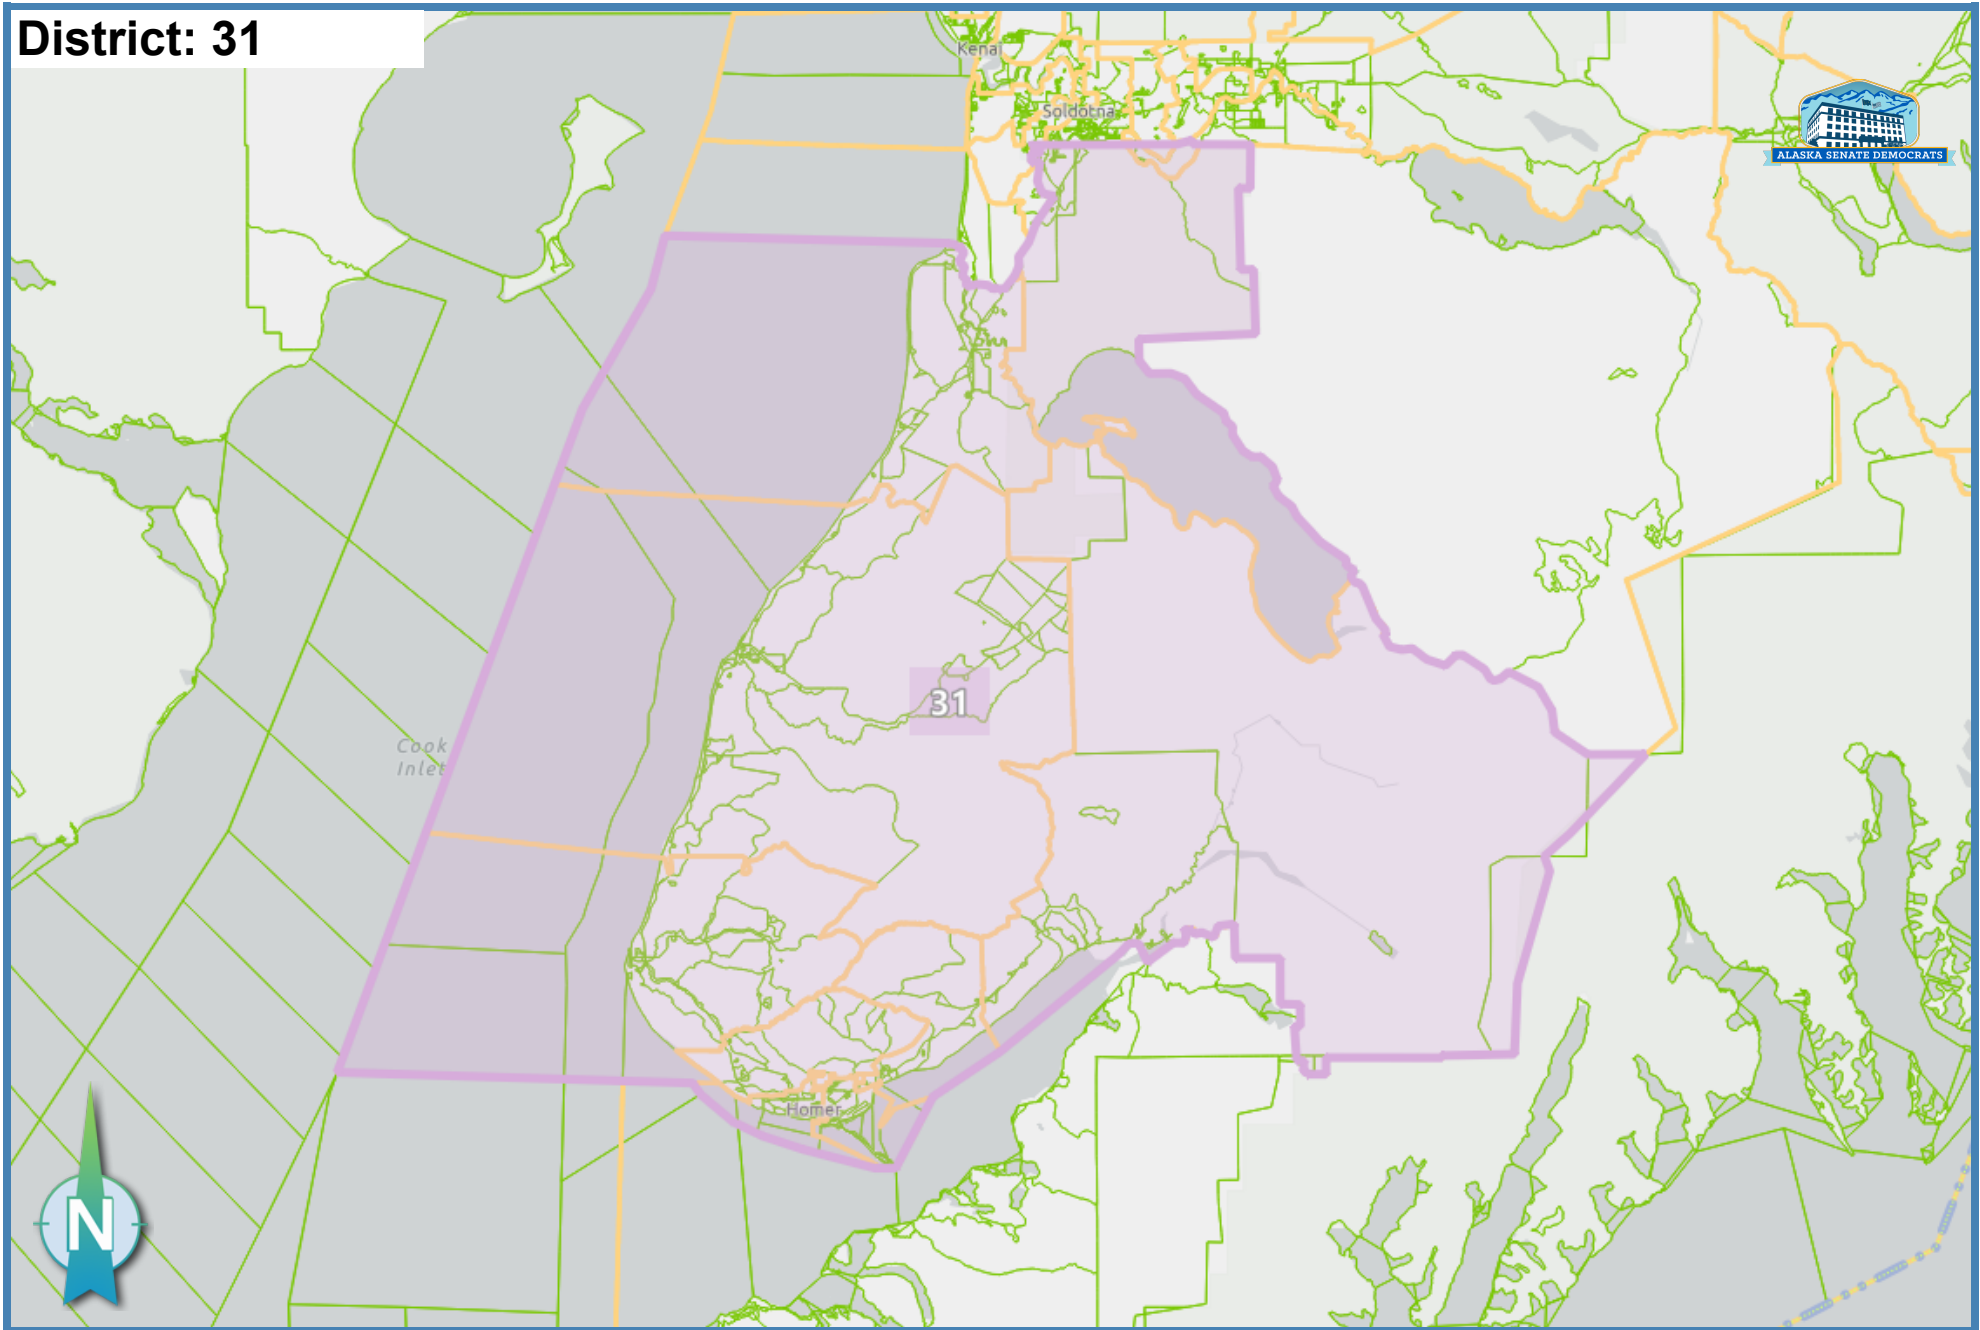 District: 31
Kenai
Soldotna
ALASKA SENATE DEMOCRATS
31
Cook
Inlet
Homer
N